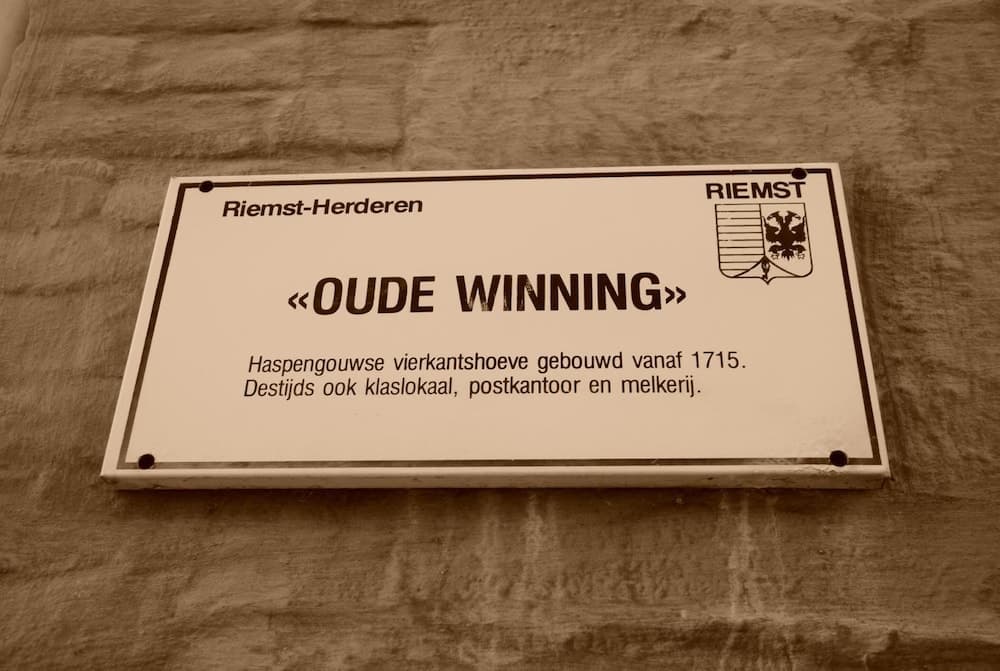 Riemst-Herderen
RIEMST
«OUDE WINNING»
Haspengouwse vierkantshoeve gebouwd vanaf 1715.
Destijds ook klaslokaal, postkantoor en melkerij.